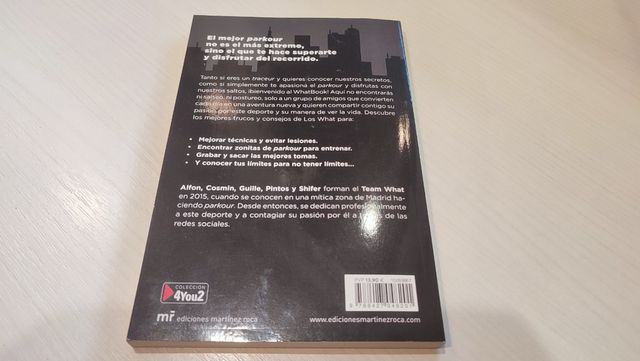 El mejor parkour
no es el más extremo,
sino el que te hace superarte
y disfrutar del recorrido.
Tanto si eres un traceur y quieres conocer nuestros secretos,
como si simplemente te apasiona el parkour y disfrutas con
nuestros saltos, ¡bienvenido al WhatBook! Aquí no encontrarás
ni salseo, ni postureo, solo a un grupo de amigos que convierten
cada día en una aventura nueva y quieren compartir contigo su
pasión por este deporte y su manera de ver la vida. Descubre
los mejores trucos y consejos de Los What para:
• Mejorar técnicas y evitar lesiones.
• Encontrar zonitas de parkour para entrenar.
• Grabar y sacar las mejores tomas.
• Y conocer tus límites para no tener límites...
Alfon, Cosmin, Guille, Pintos y Shifer forman el Team What
en 2015, cuando se conocen en una mítica zona de Madrid ha-
ciendo parkour. Desde entonces, se dedican profesionalmente
a este deporte y a contagiar su pasión por él a través de las
redes sociales.
COLECCIÓN
4You2
PVP 13,90 €
mr ediciones martínez roca
www.edicionesmartinezroca.com